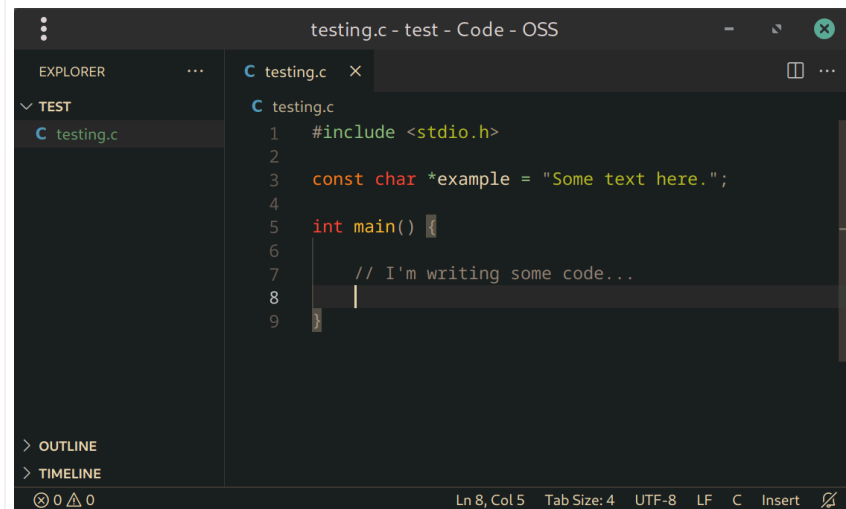 testing.c - test - Code - OSS
EXPLORER ···
TEST
C testing.c
C testing.c ×
C testing.c
1 #include <stdio.h>
2
3 const char *example = "Some text here.";
4
5 int main() {
6
7     // I'm writing some code...
8
9 }
OUTLINE
TIMELINE
0 0 Ln 8, Col 5 Tab Size: 4 UTF-8 LF C Insert